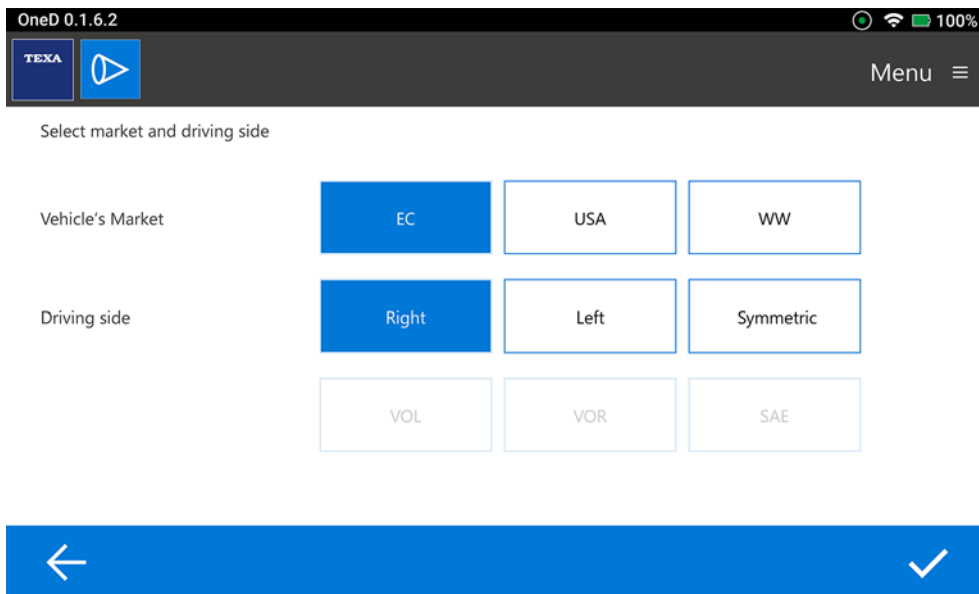 OneD 0.1.6.2 100%
TEXA
Menu
Select market and driving side
Vehicle's Market EC USA WW
Driving side Right Left Symmetric
VOL VOR SAE